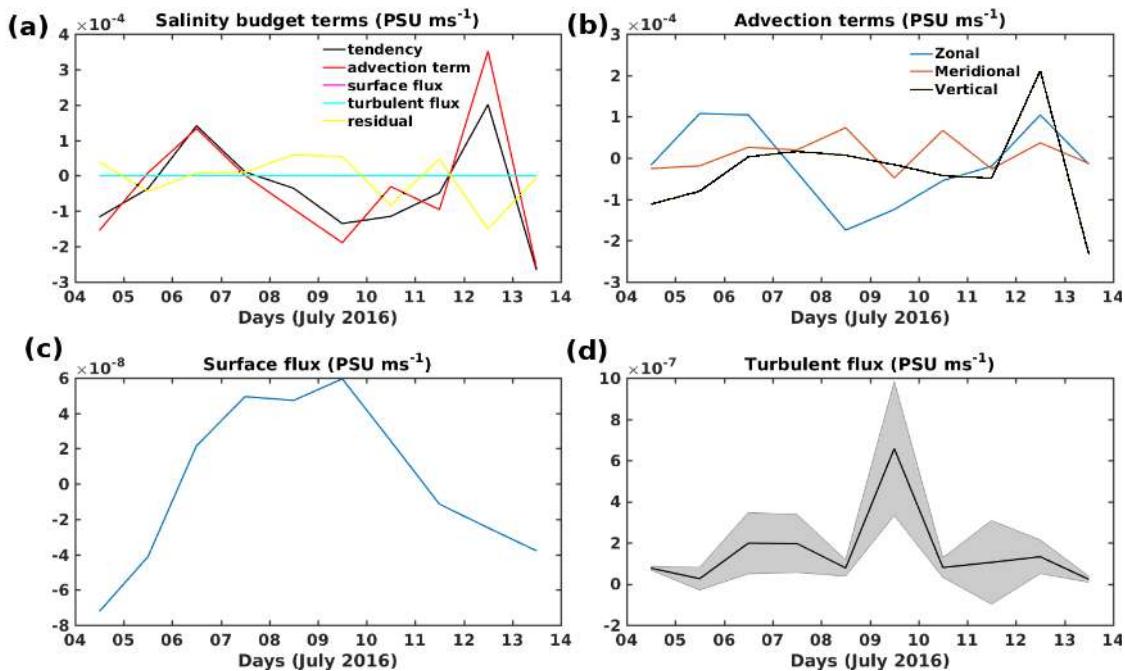 (a)
×10⁻⁴
Salinity budget terms (PSU ms⁻¹)
4
3
2
1
0
-1
-2
-3
tendency
advection term
surface flux
turbulent flux
residual
04 05 06 07 08 09 10 11 12 13 14
Days (July 2016)
(b)
×10⁻⁴
Advection terms (PSU ms⁻¹)
3
2
1
0
-1
-2
-3
Zonal
Meridional
Vertical
04 05 06 07 08 09 10 11 12 13 14
Days (July 2016)
(c)
×10⁻⁸
Surface flux (PSU ms⁻¹)
6
4
2
0
-2
-4
-6
-8
04 05 06 07 08 09 10 11 12 13 14
Days (July 2016)
(d)
×10⁻⁷
Turbulent flux (PSU ms⁻¹)
10
8
6
4
2
0
-2
04 05 06 07 08 09 10 11 12 13 14
Days (July 2016)